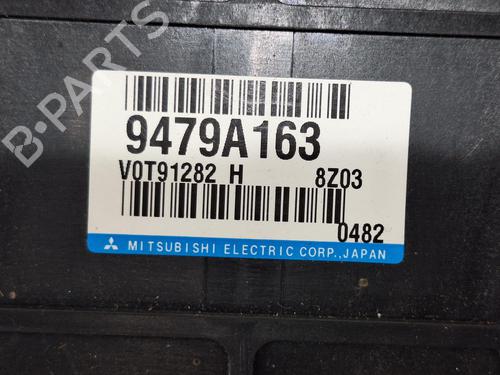 B-PARTS
9479A163
V0T91282 H 8Z03
0482
MITSUBISHI ELECTRIC CORP., JAPAN